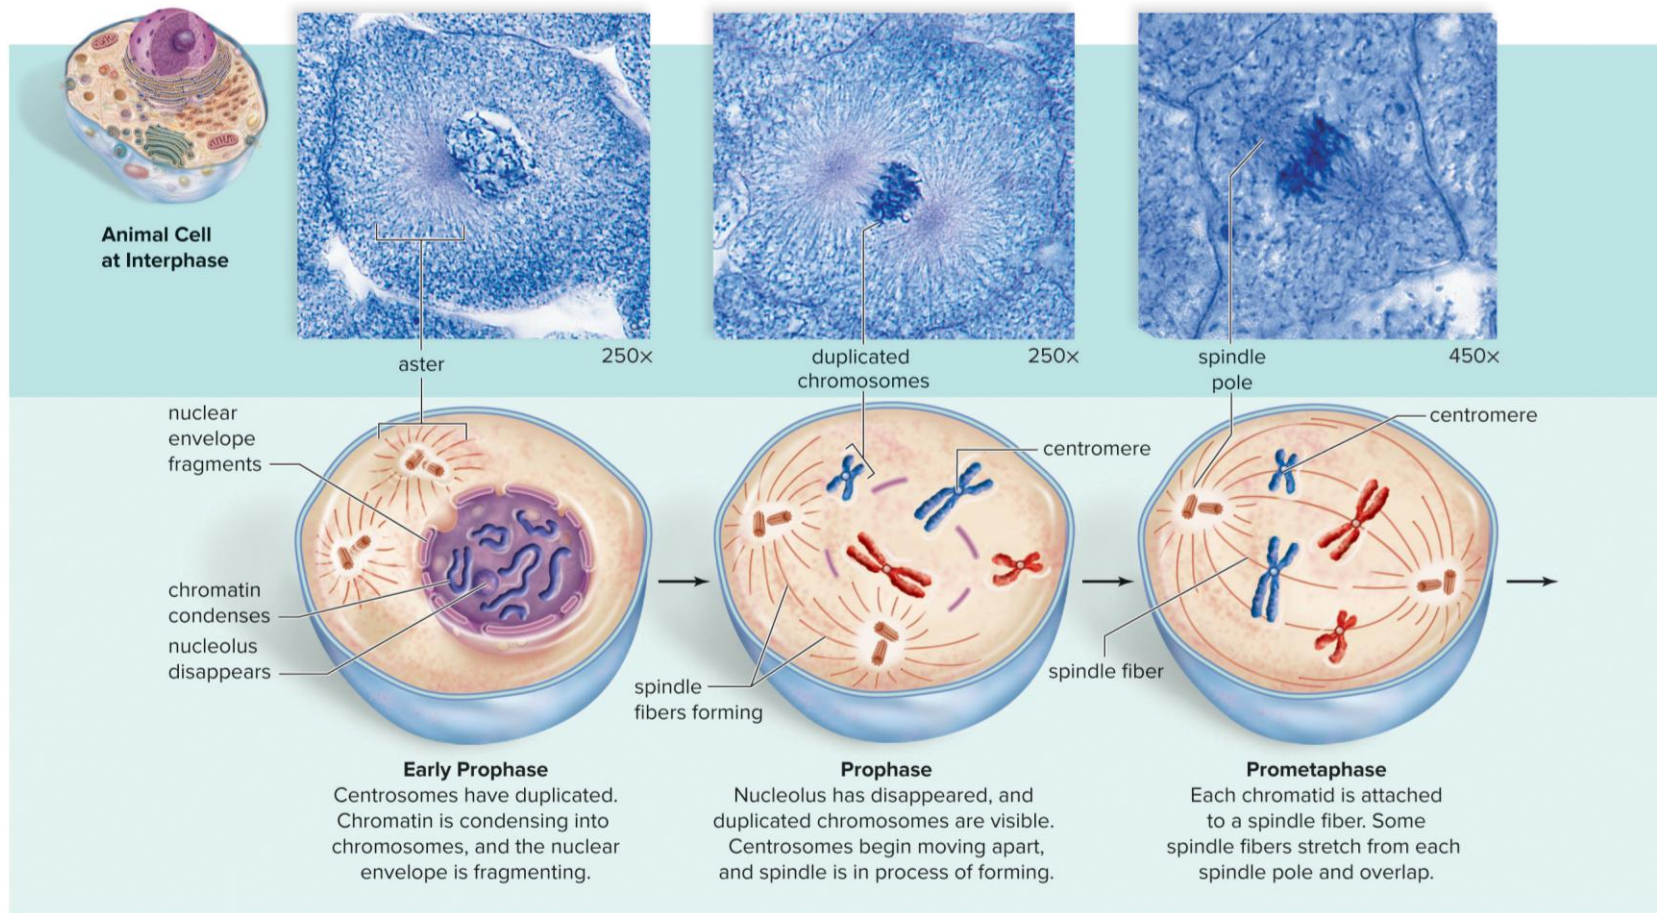 Animal Cell
at Interphase
aster
250×
duplicated
chromosomes
250×
spindle
pole
450×
nuclear
envelope
fragments
chromatin
condenses
nucleolus
disappears
centromere
spindle
fibers forming
centromere
spindle fiber
Early Prophase
Centrosomes have duplicated.
Chromatin is condensing into
chromosomes, and the nuclear
envelope is fragmenting.
Prophase
Nucleolus has disappeared, and
duplicated chromosomes are visible.
Centrosomes begin moving apart,
and spindle is in process of forming.
Prometaphase
Each chromatid is attached
to a spindle fiber. Some
spindle fibers stretch from each
spindle pole and overlap.